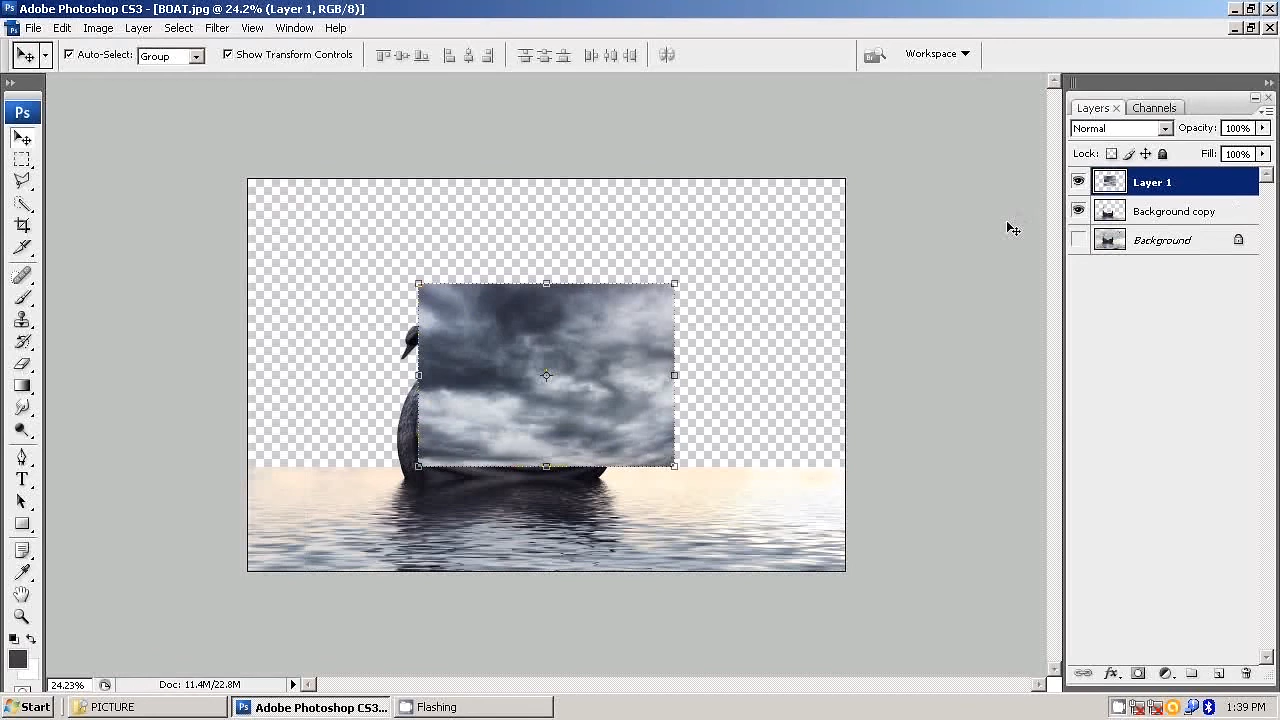 Adobe Photoshop CS3 - [BOAT.jpg @ 24.2% (Layer 1, RGB/8)]
File Edit Image Layer Select Filter View Window Help
Auto-Select: Group Show Transform Controls Workspace
Ps
Layers Channels
Normal Opacity: 100%
Lock: Fill: 100%
Layer 1
Background copy
Background
24.23% Doc: 11.4M/22.8M
Start PICTURE Adobe Photoshop CS3... Flashing 1:39 PM